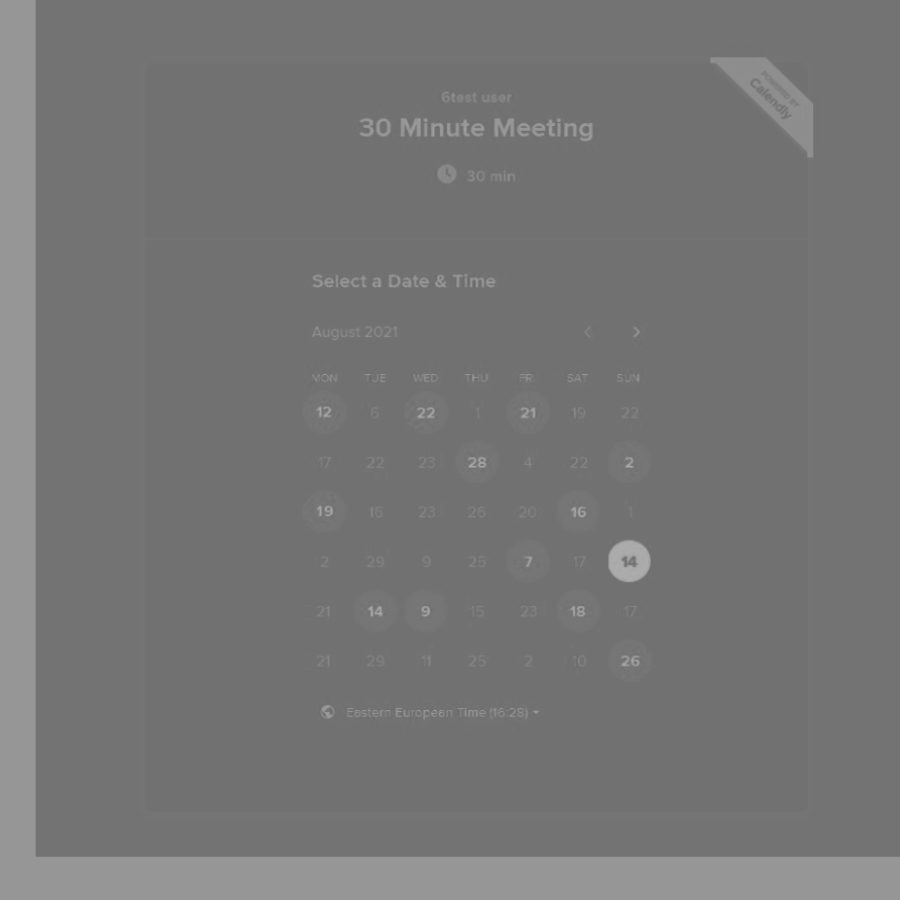 POWERED BY
Calendly
6test user
30 Minute Meeting
30 min
Select a Date & Time
August 2021
MON TUE WED THU FRI SAT SUN
12 6 22 1 21 19 22
17 22 23 28 4 22 2
19 15 23 26 20 16 1
2 29 9 25 7 17 14
21 14 9 15 23 18 17
21 29 11 25 2 10 26
Eastern European Time (16:28)